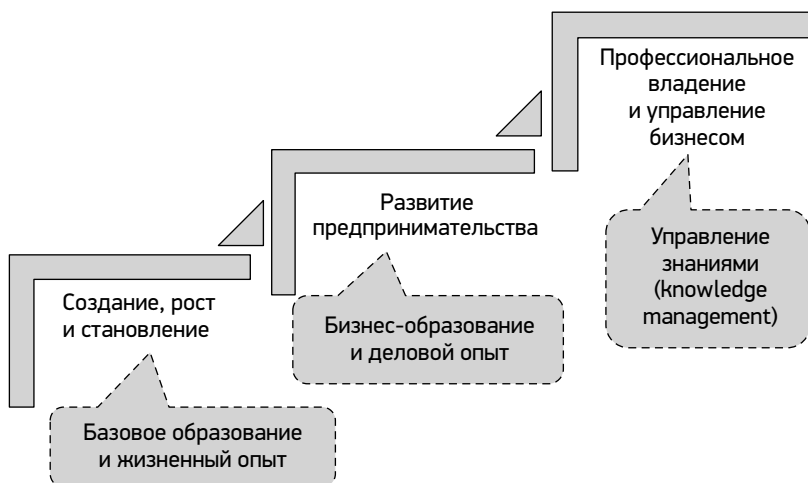 Создание, рост
и становление
Базовое образование
и жизненный опыт
Развитие
предпринимательства
Бизнес-образование
и деловой опыт
Профессиональное
владение
и управление
бизнесом
Управление
знаниями
(knowledge
management)